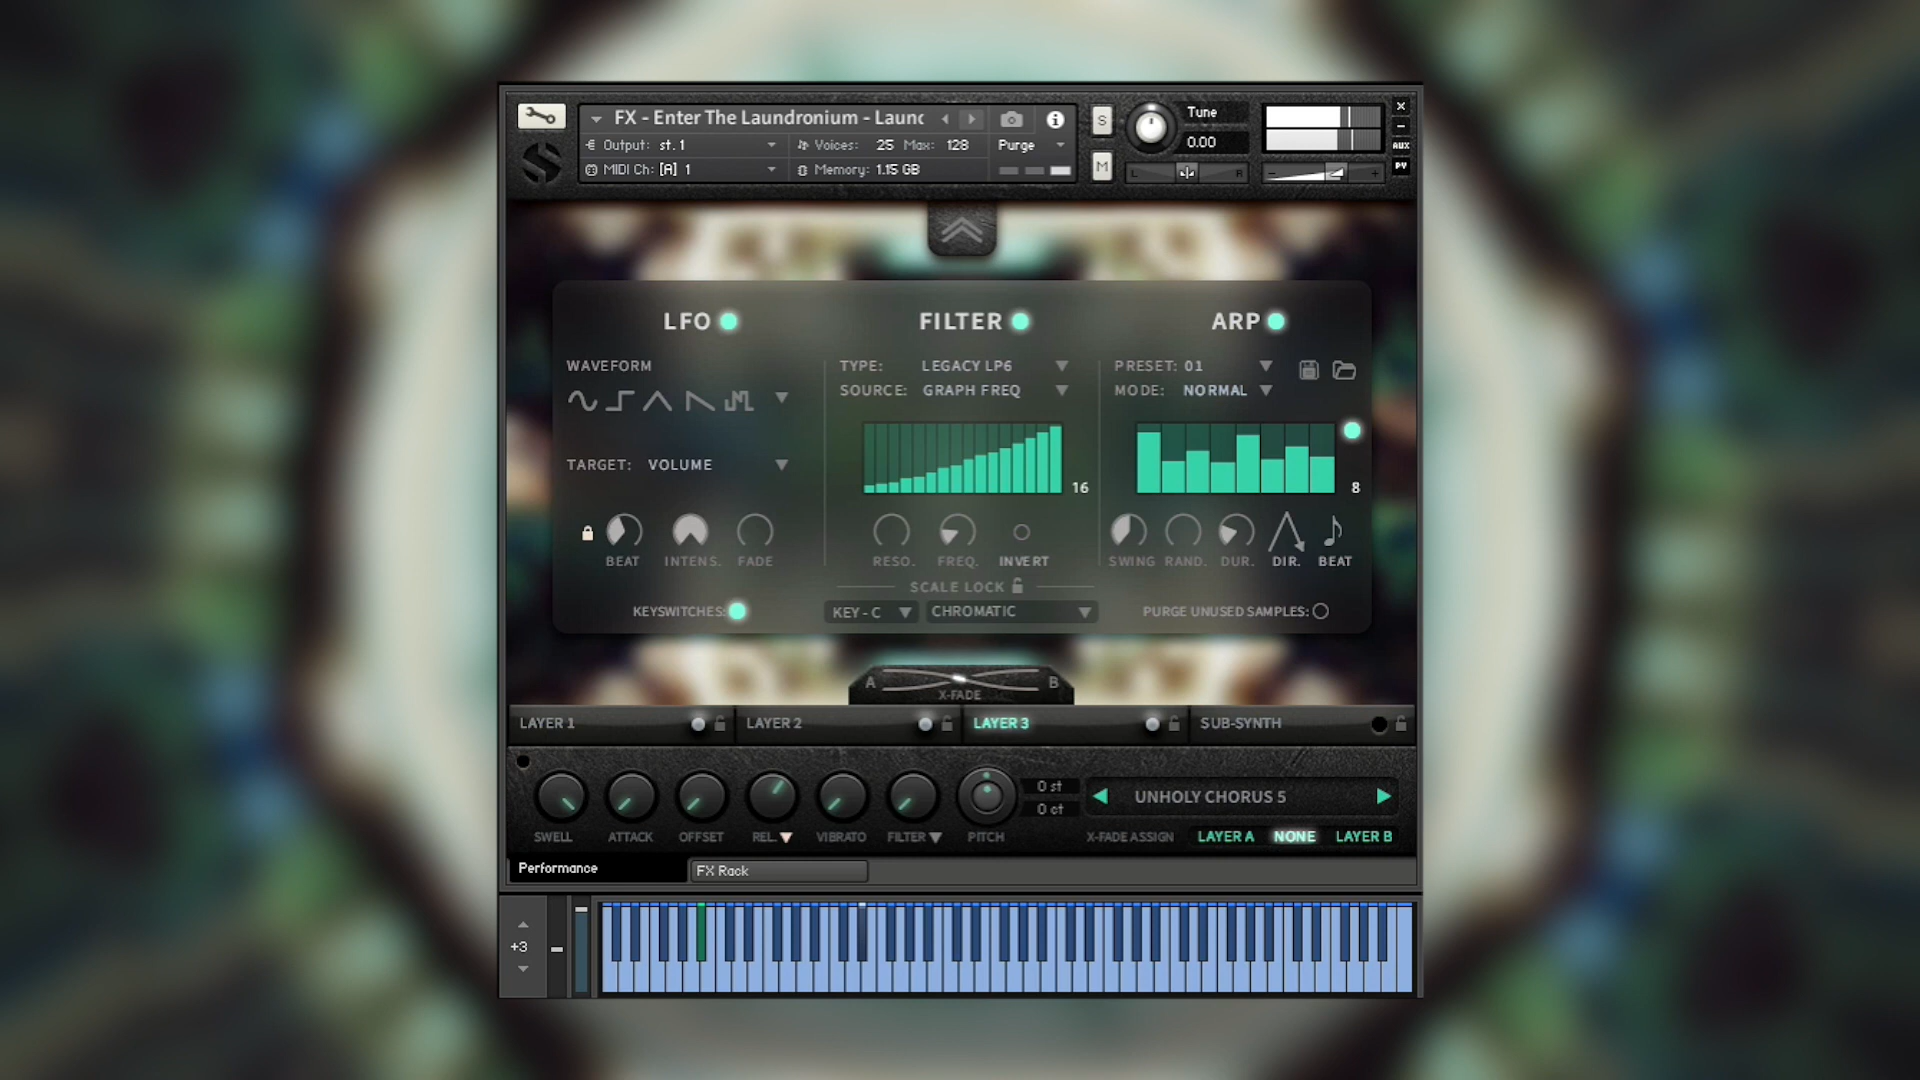 FX - Enter The Laundronium - Launc
S
Tune
0.00
Output: st. 1
Voices: 25 Max: 128
Purge
MIDI Ch: [A] 1
Memory: 1.15 GB
M
L
R
AUX
PV
LFO
FILTER
ARP
WAVEFORM
TYPE: LEGACY LP6
PRESET: 01
SOURCE: GRAPH FREQ
MODE: NORMAL
TARGET: VOLUME
16
8
BEAT INTENS. FADE
RESO. FREQ. INVERT
SWING RAND. DUR. DIR. BEAT
SCALE LOCK
KEYSWITCHES:
KEY - C
CHROMATIC
PURGE UNUSED SAMPLES:
A
B
X-FADE
LAYER 1
LAYER 2
LAYER 3
SUB-SYNTH
0 st
0 ct
UNHOLY CHORUS 5
SWELL ATTACK OFFSET REL. VIBRATO FILTER PITCH
X-FADE ASSIGN LAYER A NONE LAYER B
Performance
FX Rack
+3